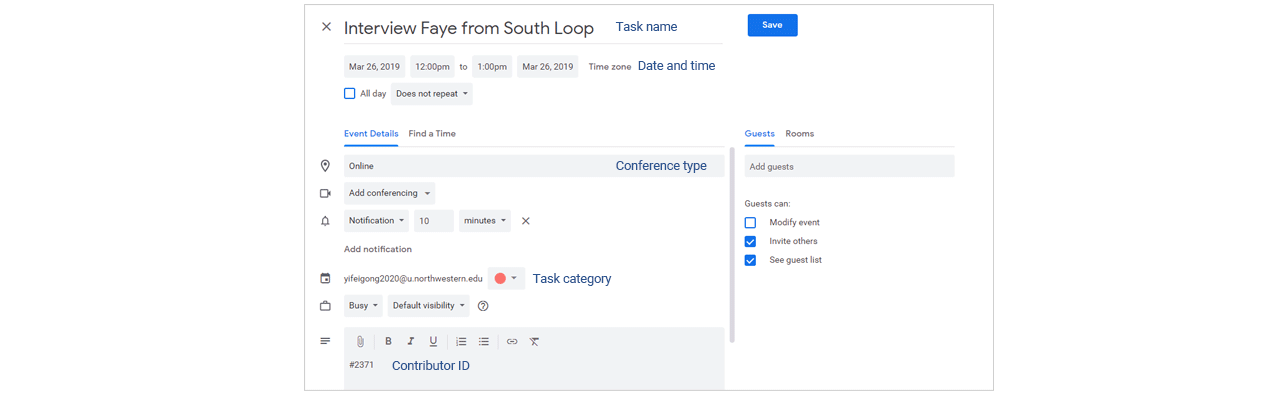 Interview Faye from South Loop Task name Save
Mar 26, 2019 12:00pm to 1:00pm Mar 26, 2019 Time zone Date and time
All day Does not repeat
Event Details Find a Time
Guests Rooms
Online Conference type
Add guests
Add conferencing
Notification 10 minutes
Add notification
Guests can:
Modify event
Invite others
See guest list
yifeigong2020@u.northwestern.edu Task category
Busy Default visibility
B I U
#2371 Contributor ID